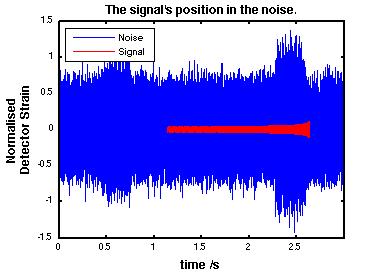 The signal's position in the noise.
1.5
Noise
Signal
1
0.5
0
-0.5
-1
-1.5
Normalised
Detector Strain
0 0.5 1 1.5 2 2.5
time /s